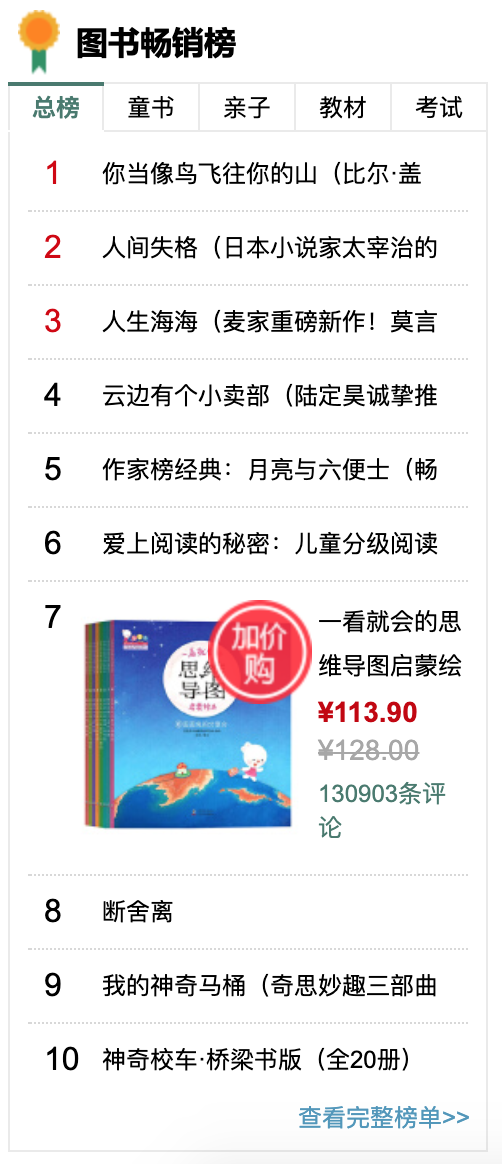 图书畅销榜
总榜 童书 亲子 教材 考试
1 你当像鸟飞往你的山（比尔·盖
2 人间失格（日本小说家太宰治的
3 人生海海（麦家重磅新作！莫言
4 云边有个小卖部（陆定昊诚挚推
5 作家榜经典：月亮与六便士（畅
6 爱上阅读的秘密：儿童分级阅读
7
思维
导图
启蒙绘本
加价
购
一看就会的思
维导图启蒙绘
¥113.90
¥128.00
130903条评
论
8 断舍离
9 我的神奇马桶（奇思妙趣三部曲
10 神奇校车·桥梁书版（全20册）
查看完整榜单>>